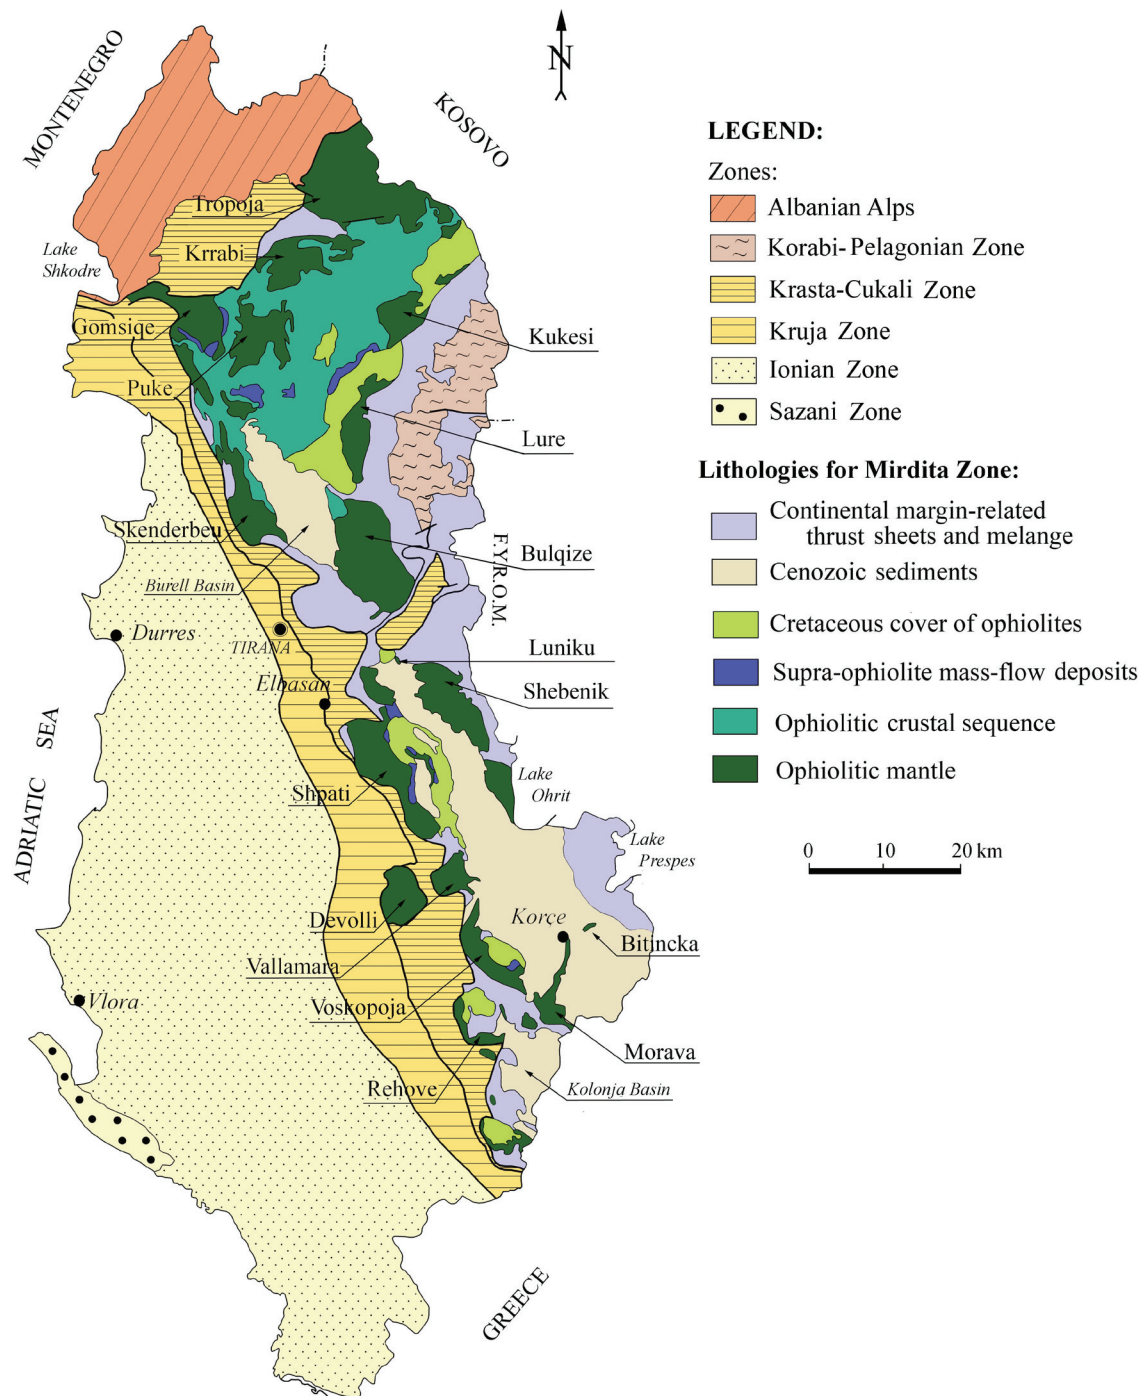 MONTENEGRO
N
KOSOVO
Tropoja
Krrabi
Lake
Shkodre
Gomsiqe
Puke
Kukesi
Lure
Skenderbeu
Bulqize
F.Y.R.O.M.
Burell Basin
Durres
TIRANA
Luniku
Elbasan
Shebenik
ADRIATIC SEA
Shpati
Lake
Ohrit
Lake
Prespes
Devolli
Korçe
Bitincka
Vallamara
Voskopoja
Vlora
Morava
Rehove
Kolonja Basin
GREECE
LEGEND:
Zones:
Albanian Alps
Korabi-Pelagonian Zone
Krasta-Cukali Zone
Kruja Zone
Ionian Zone
Sazani Zone
Lithologies for Mirdita Zone:
Continental margin-related
thrust sheets and melange
Cenozoic sediments
Cretaceous cover of ophiolites
Supra-ophiolite mass-flow deposits
Ophiolitic crustal sequence
Ophiolitic mantle
0 10 20 km